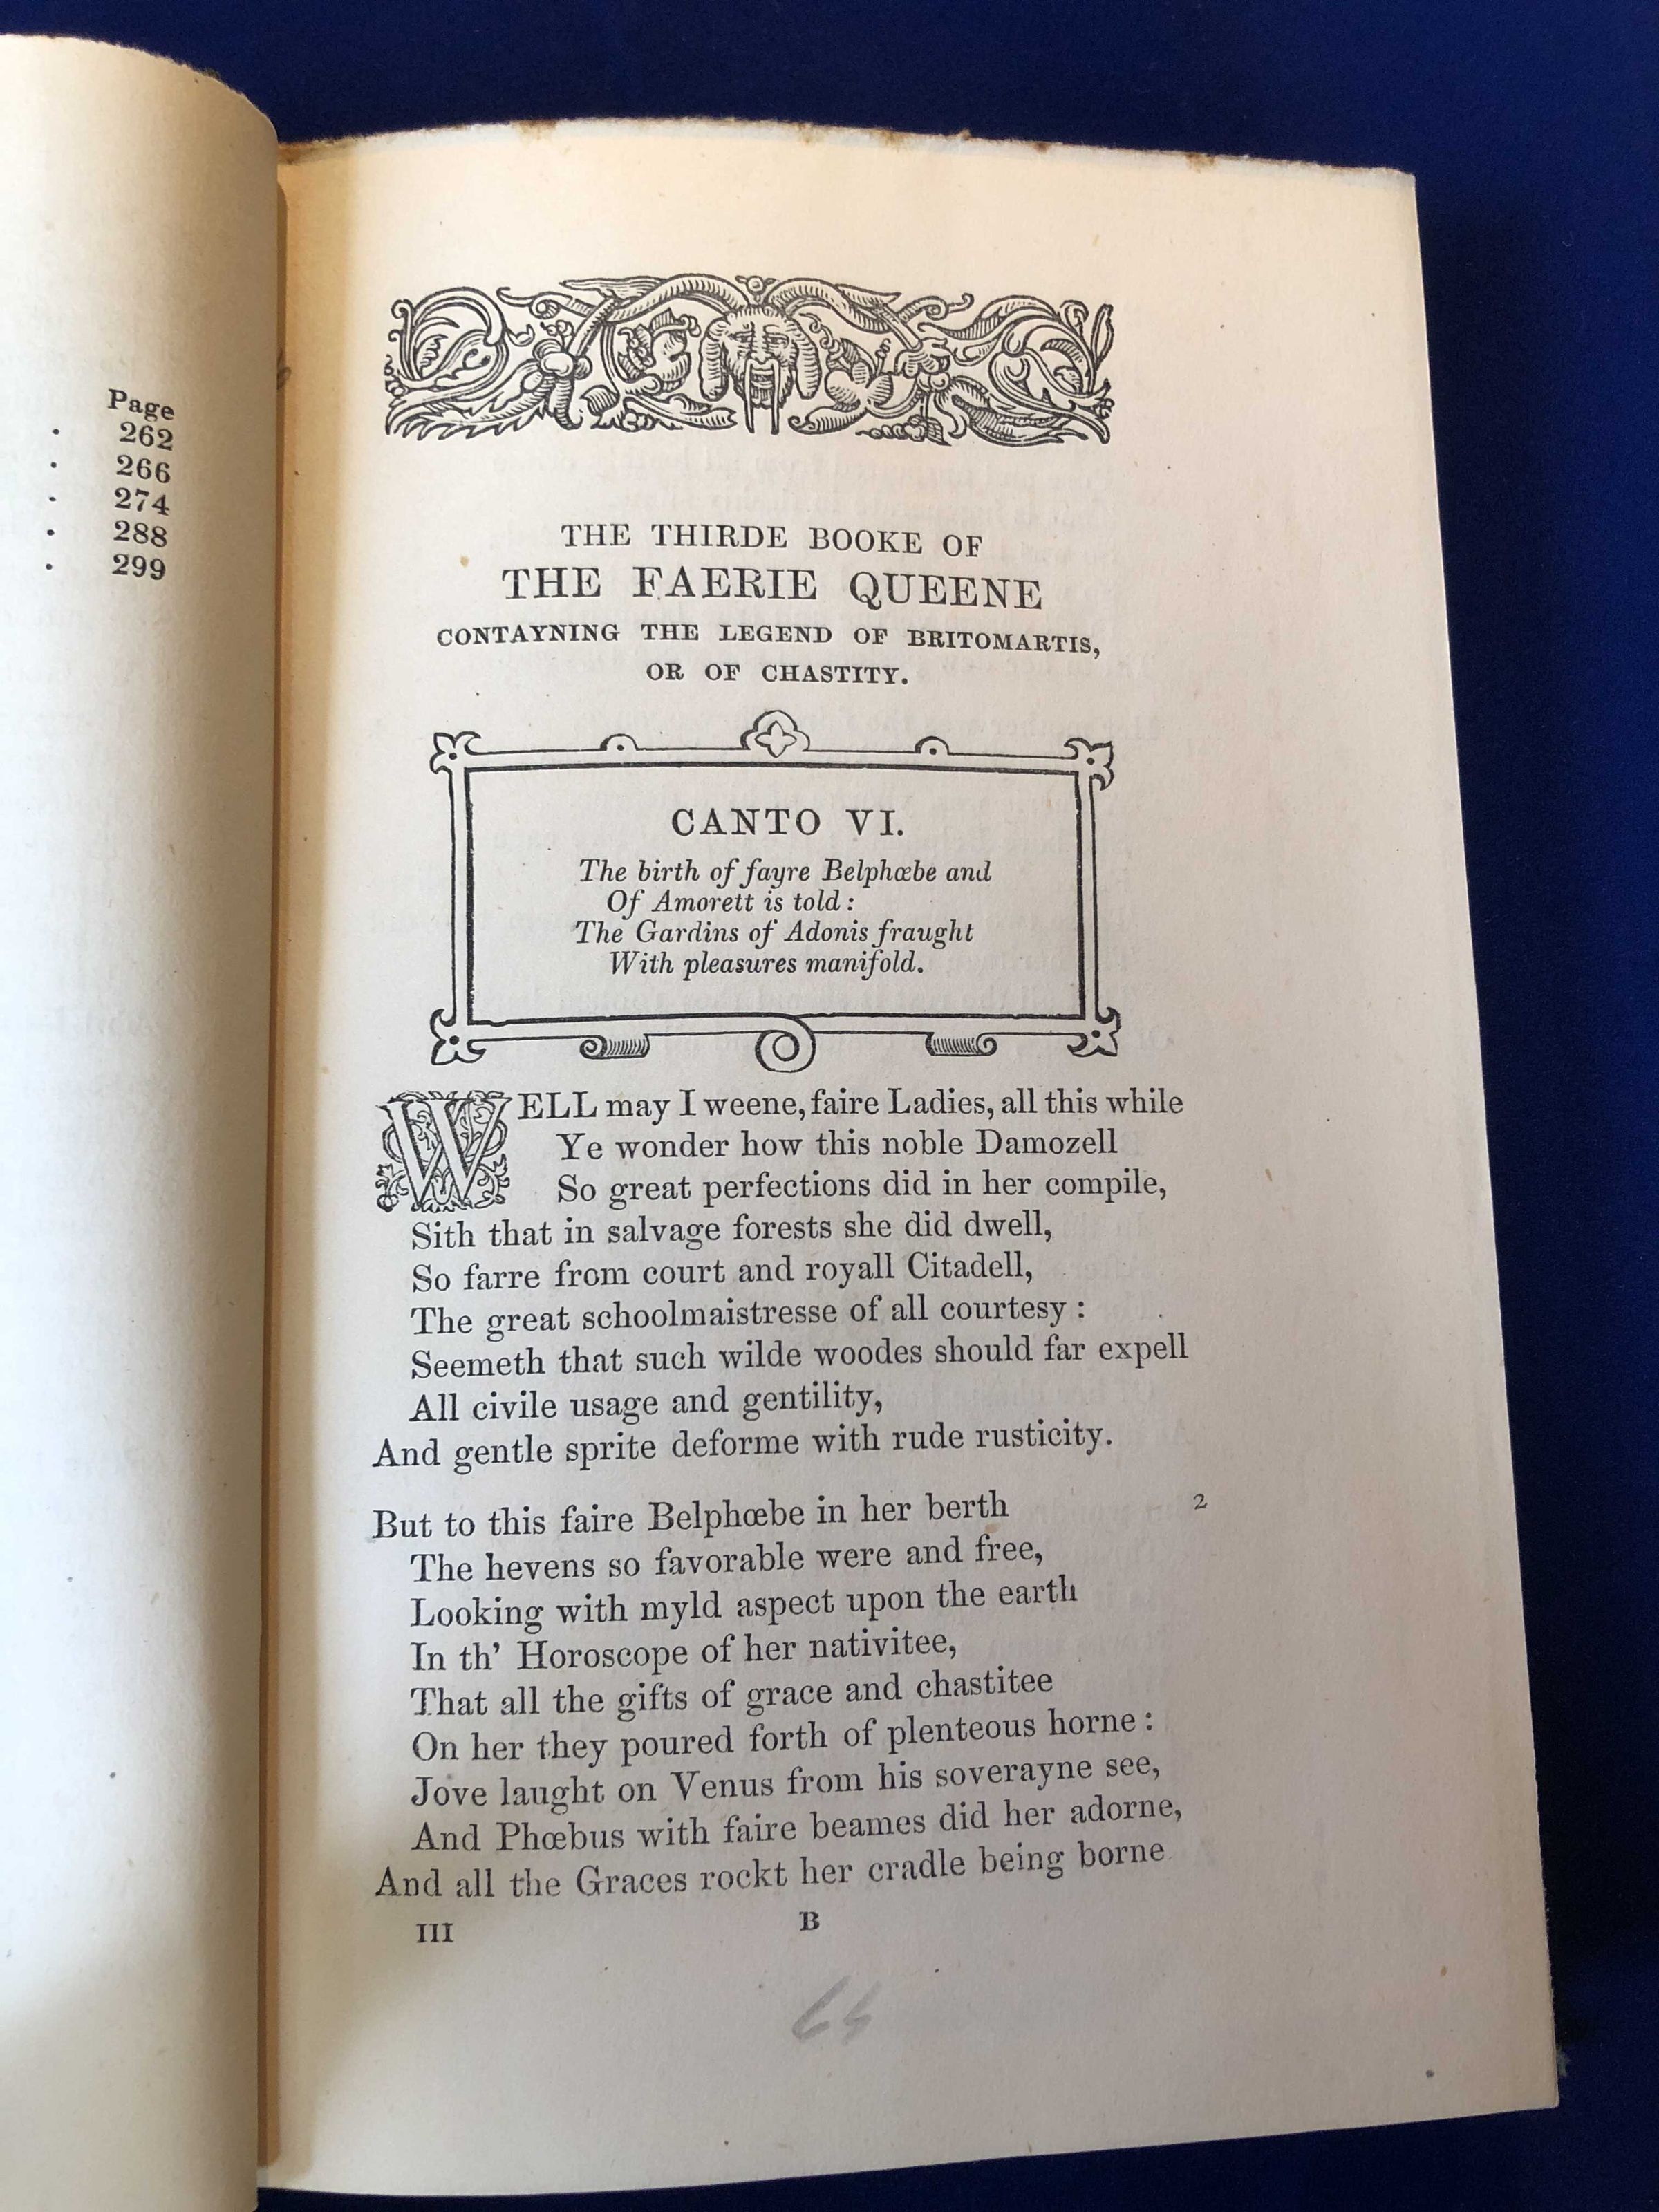 Page
. 262
. 266
. 274
. 288
. 299
THE THIRDE BOOKE OF
THE FAERIE QUEENE
CONTAYNING THE LEGEND OF BRITOMARTIS,
OR OF CHASTITY.
CANTO VI.
The birth of fayre Belphœbe and
Of Amorett is told :
The Gardins of Adonis fraught
With pleasures manifold.
WELL may I weene, faire Ladies, all this while
Ye wonder how this noble Damozell
So great perfections did in her compile,
Sith that in salvage forests she did dwell,
So farre from court and royall Citadell,
The great schoolmaistresse of all courtesy :
Seemeth that such wilde woodes should far expell
All civile usage and gentility,
And gentle sprite deforme with rude rusticity.
But to this faire Belphœbe in her berth 2
The hevens so favorable were and free,
Looking with myld aspect upon the earth
In th' Horoscope of her nativitee,
That all the gifts of grace and chastitee
On her they poured forth of plenteous horne :
Jove laught on Venus from his soverayne see,
And Phœbus with faire beames did her adorne,
And all the Graces rockt her cradle being borne
III B